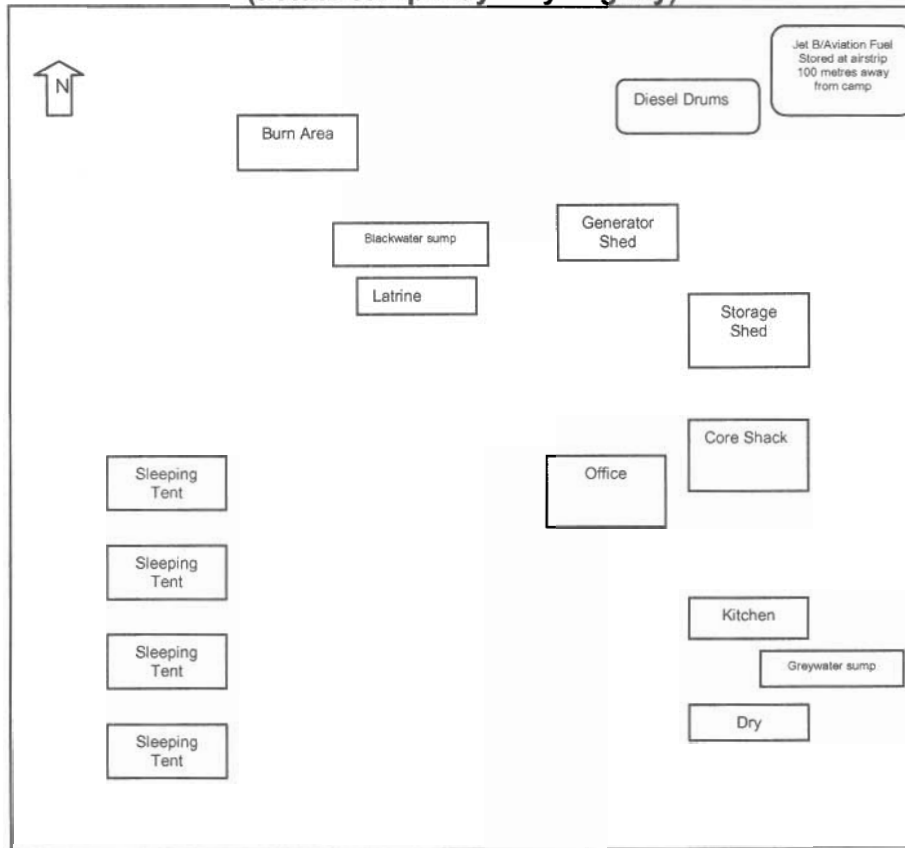 Jet B/Aviation Fuel
Stored at airstrip
100 metres away
from camp
N
Diesel Drums
Burn Area
Generator
Shed
Blackwater sump
Latrine
Storage
Shed
Core Shack
Sleeping
Tent
Office
Sleeping
Tent
Kitchen
Sleeping
Tent
Greywater sump
Dry
Sleeping
Tent